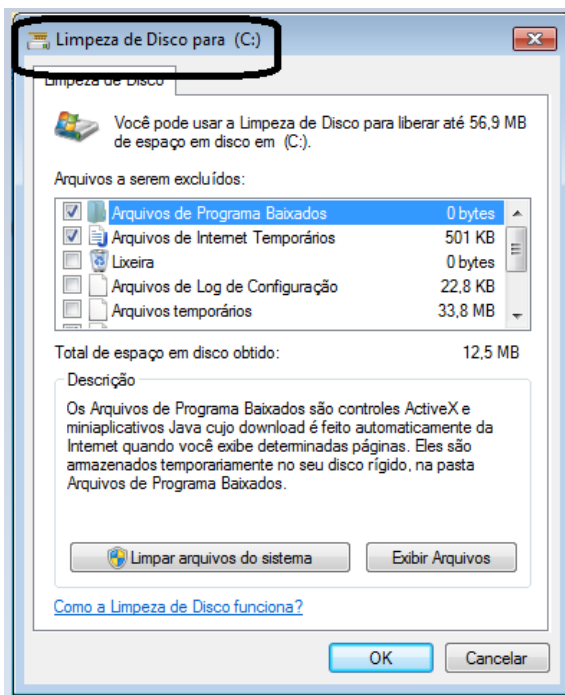 Limpeza de Disco para (C:)
Limpeza de Disco
Você pode usar a Limpeza de Disco para liberar até 56,9 MB
de espaço em disco em (C:).
Arquivos a serem excluídos:
Arquivos de Programa Baixados 0 bytes
Arquivos de Internet Temporários 501 KB
Lixeira 0 bytes
Arquivos de Log de Configuração 22,8 KB
Arquivos temporários 33,8 MB
Total de espaço em disco obtido: 12,5 MB
Descrição
Os Arquivos de Programa Baixados são controles ActiveX e
miniaplicativos Java cujo download é feito automaticamente da
Internet quando você exibe determinadas páginas. Eles são
armazenados temporariamente no seu disco rígido, na pasta
Arquivos de Programa Baixados.
Limpar arquivos do sistema Exibir Arquivos
Como a Limpeza de Disco funciona?
OK Cancelar